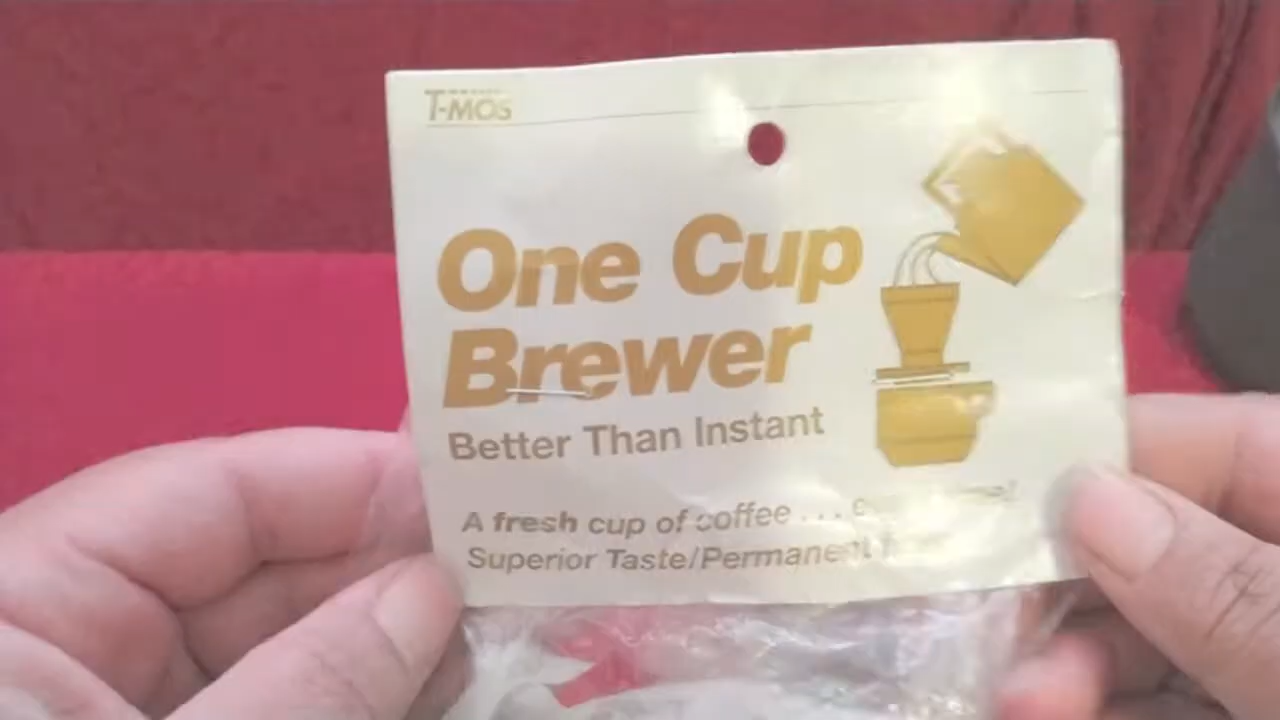 T-MOS
One Cup
Brewer
Better Than Instant
A fresh cup of coffee . . .
Superior Taste/Permanent